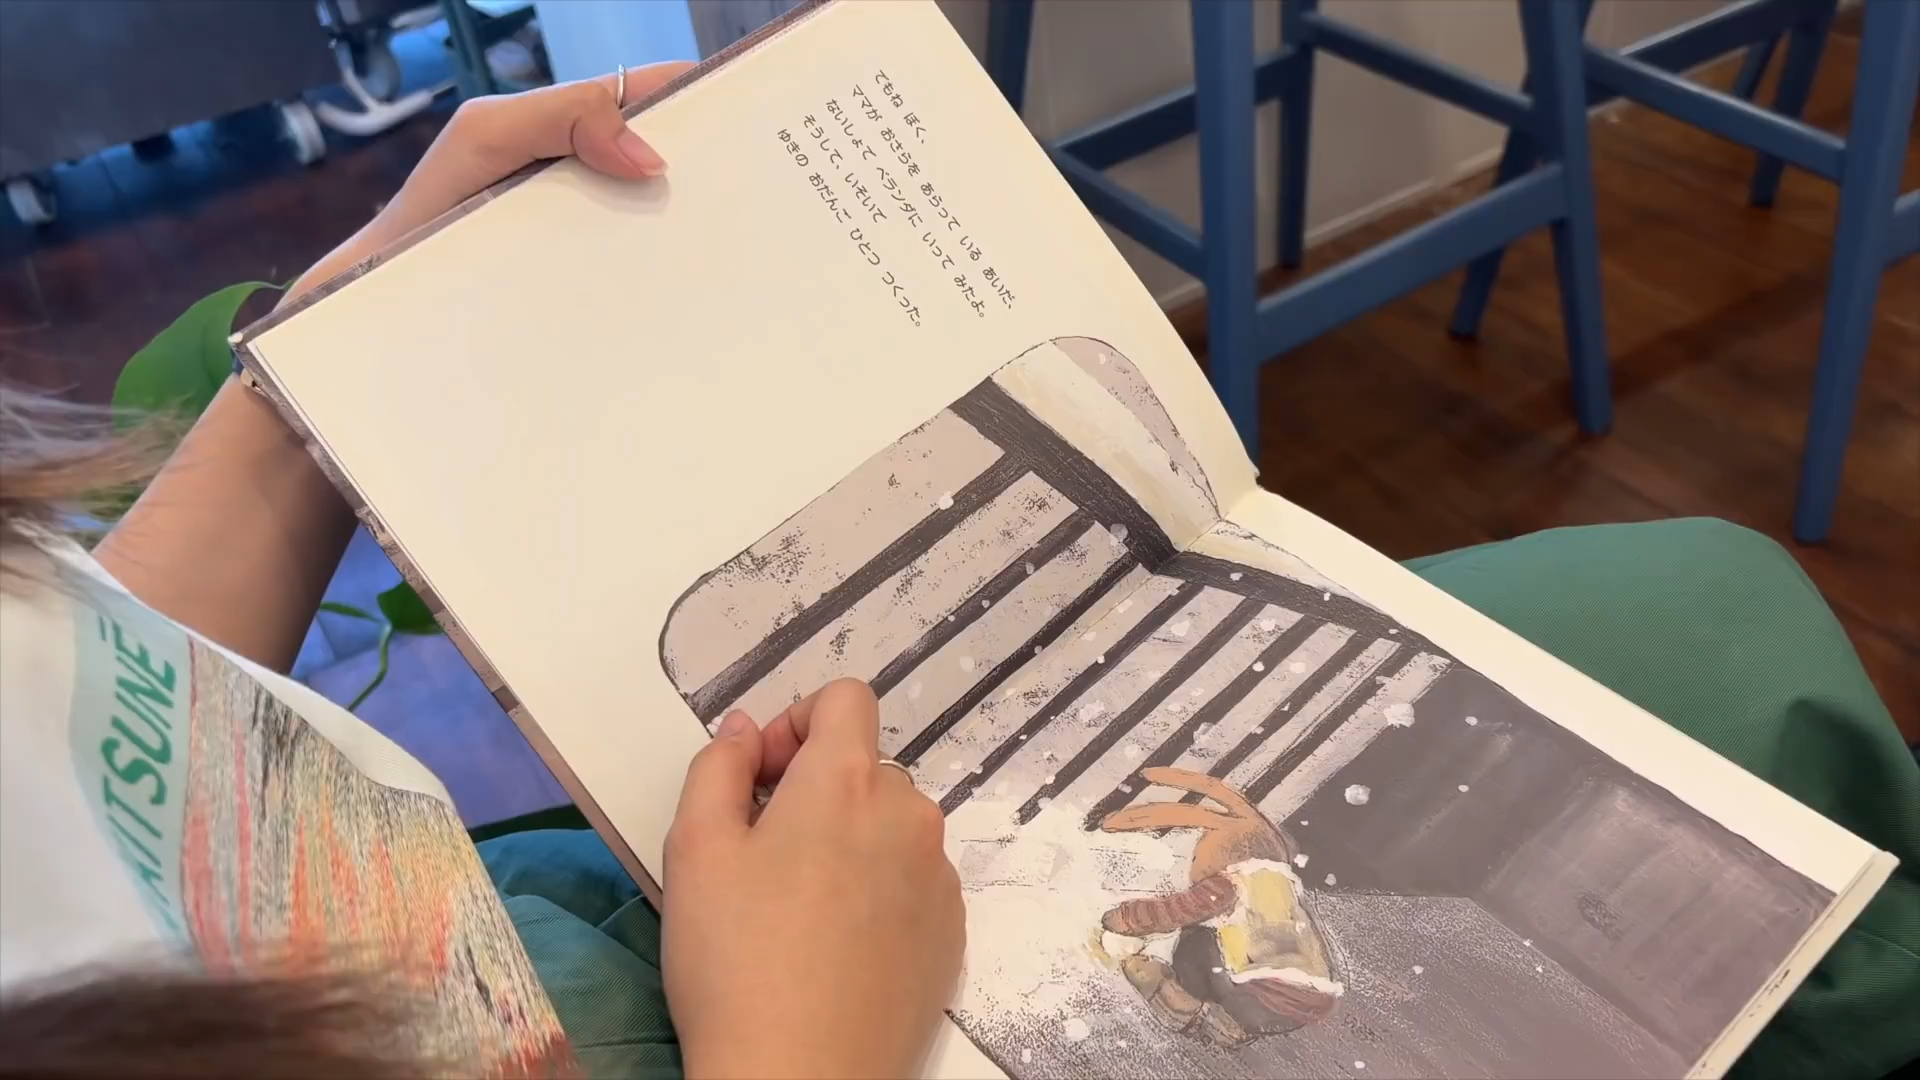 でもね ぼく、
ママが おさらを あらって いる あいだ、
ないしょで ベランダに いって みたよ。
そうして、いそいで
ゆきの おだんご ひとつ つくった。
KITSUNÉ